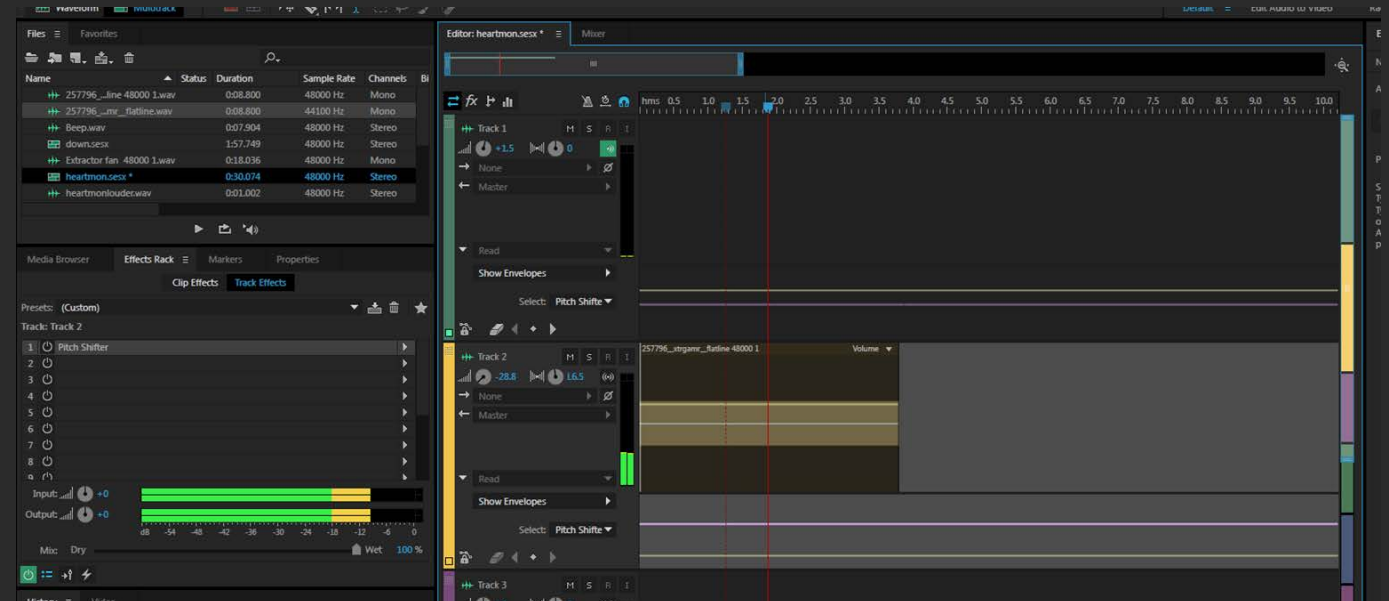 Waveform Multitrack Default Edit Audio to Video
Files Favorites
Name Status Duration Sample Rate Channels Bi
257796_...line 48000 1.wav 0:08.800 48000 Hz Mono
257796_...mr_flatline.wav 0:08.800 44100 Hz Mono
Beep.wav 0:07.904 48000 Hz Stereo
down.sesx 1:57.749 48000 Hz Stereo
Extractor fan 48000 1.wav 0:18.036 48000 Hz Mono
heartmon.sesx * 0:30.074 48000 Hz Stereo
heartmonlouder.wav 0:01.002 48000 Hz Stereo
Media Browser Effects Rack Markers Properties
Clip Effects Track Effects
Presets: (Custom)
Track: Track 2
1 Pitch Shifter
2
3
4
5
6
7
8
9
Input: +0
Output: +0
dB -54 -48 -42 -36 -30 -24 -18 -12 -6 0
Mix: Dry Wet 100 %
History Video
Editor: heartmon.sesx * Mixer
fx
hms 0.5 1.0 1.5 2.0 2.5 3.0 3.5 4.0 4.5 5.0 5.5 6.0 6.5 7.0 7.5 8.0 8.5 9.0 9.5 10.0
Track 1 M S R I
+1.5 0
None
Master
Read
Show Envelopes
Select: Pitch Shifte
Track 2 M S R I
-28.8 L6.5
None
Master
Read
Show Envelopes
Select: Pitch Shifte
257796__strgamr__flatline 48000 1 Volume
Track 3 M S R I